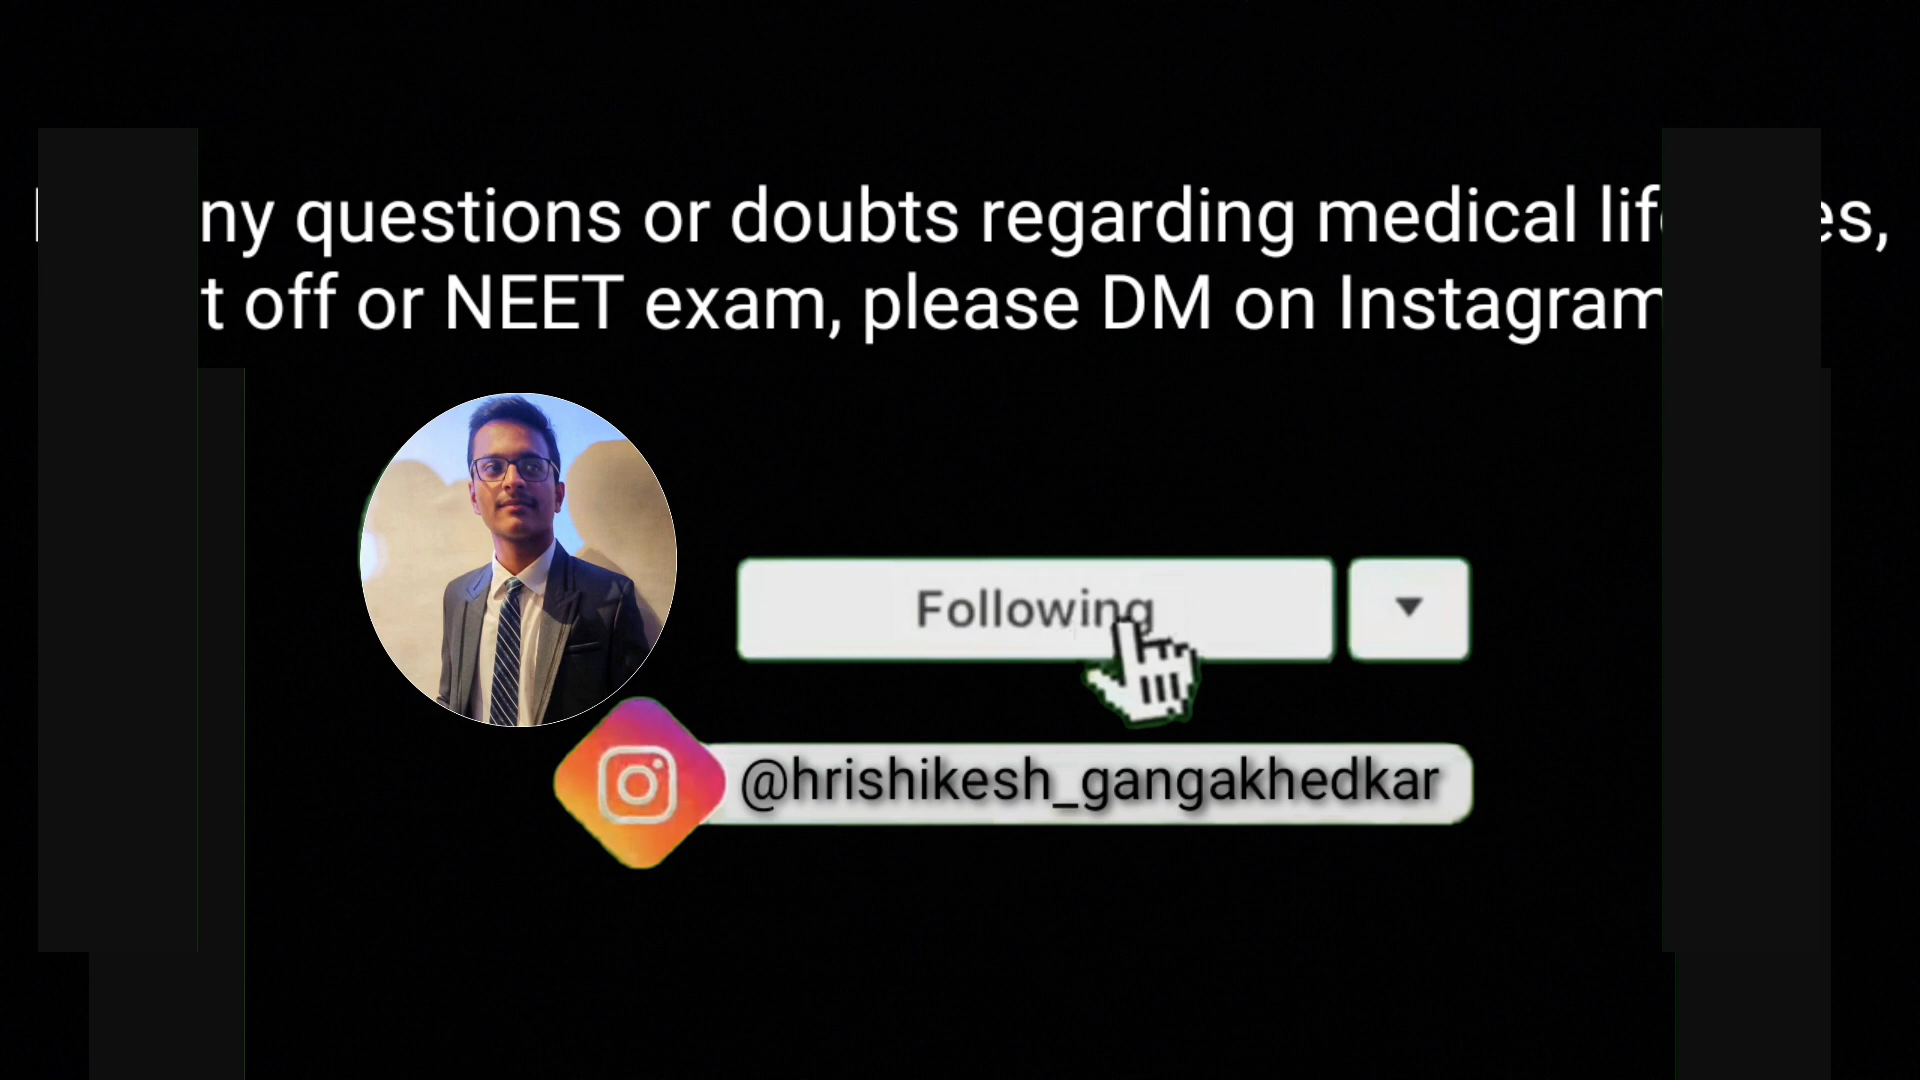 ny questions or doubts regarding medical lif es,
t off or NEET exam, please DM on Instagram
Following
@hrishikesh_gangakhedkar